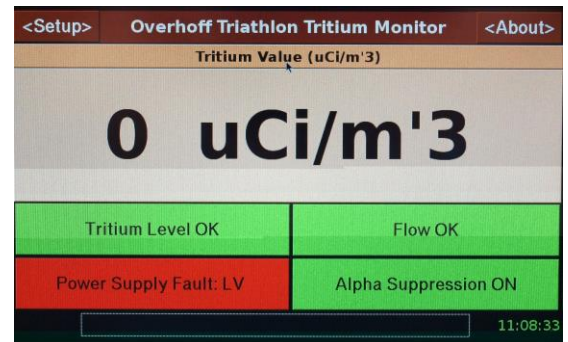 <Setup> Overhoff Triathlon Tritium Monitor <About>
Tritium Value (uCi/m'3)
0 uCi/m'3
Tritium Level OK Flow OK
Power Supply Fault: LV Alpha Suppression ON
11:08:33